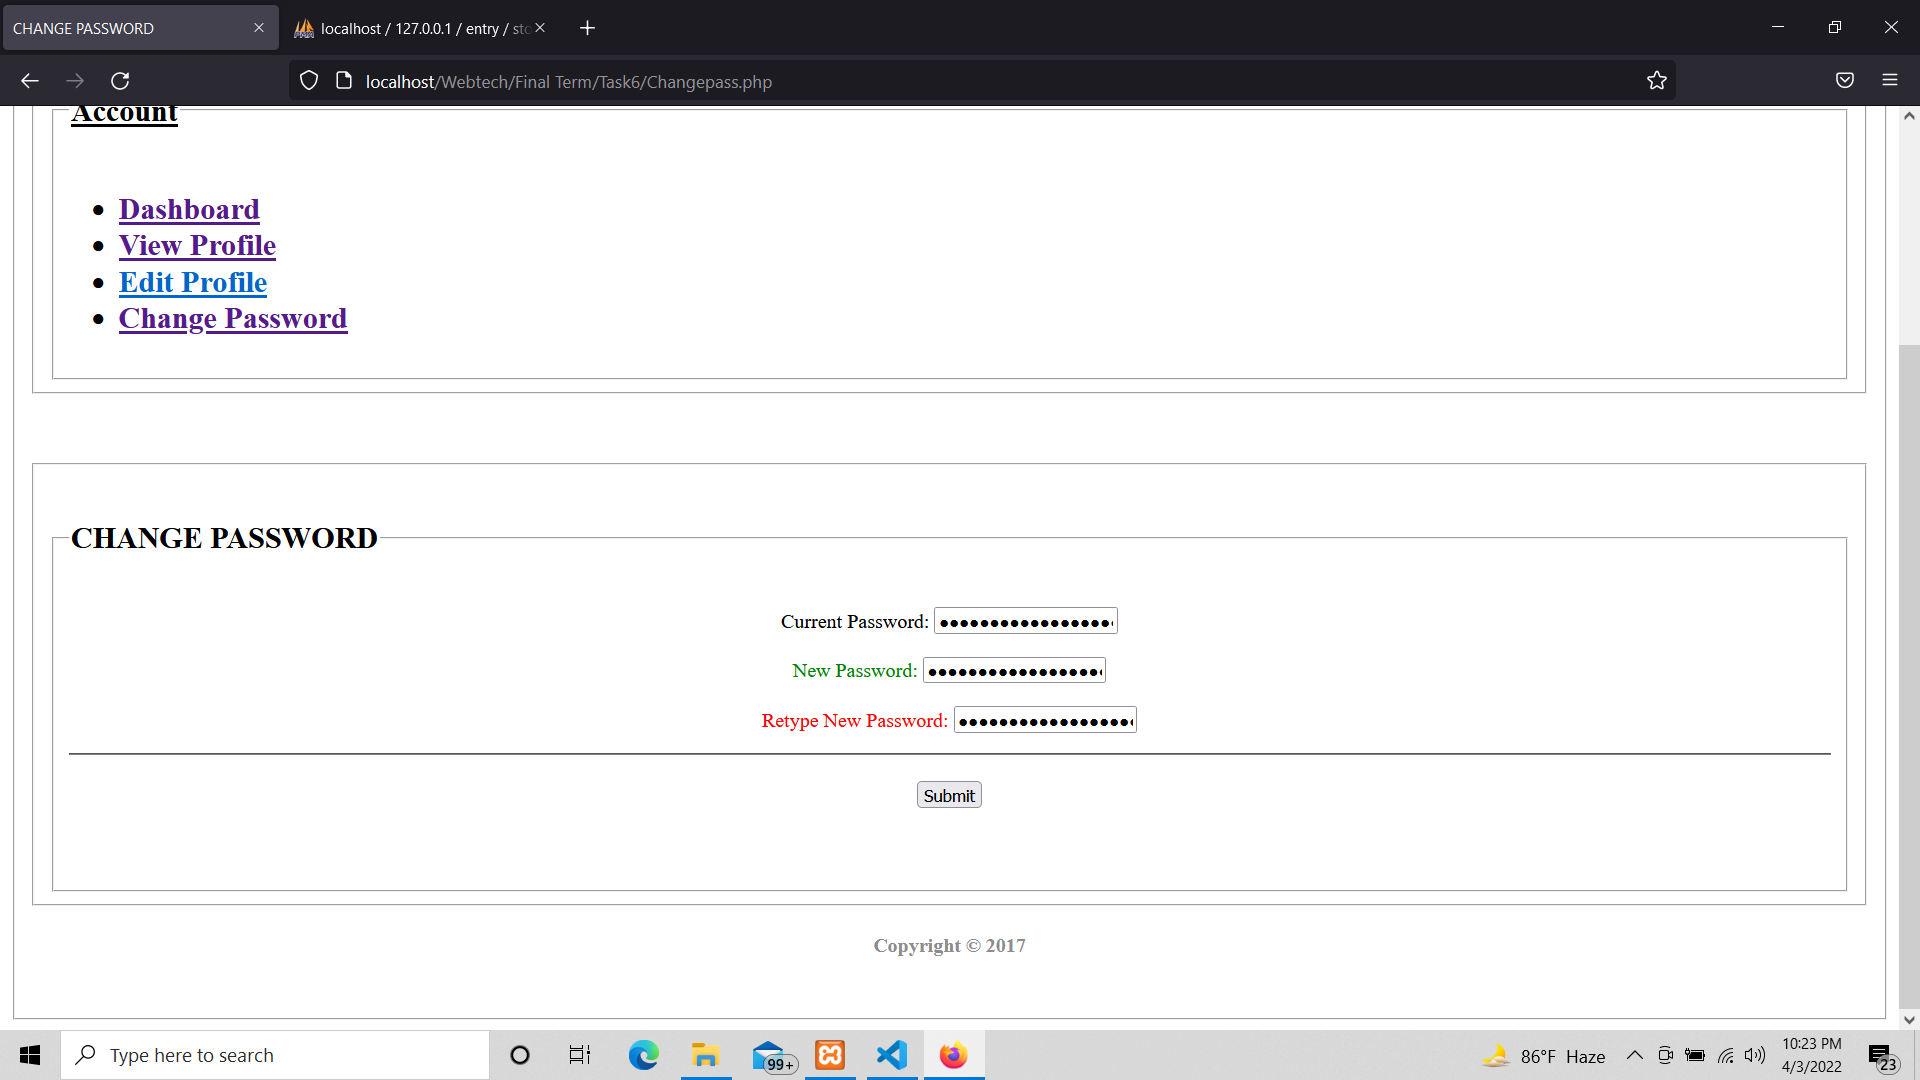 CHANGE PASSWORD
localhost / 127.0.0.1 / entry / sto
localhost/Webtech/Final Term/Task6/Changepass.php
Account
• Dashboard
• View Profile
• Edit Profile
• Change Password
CHANGE PASSWORD
Current Password:
New Password:
Retype New Password:
Submit
Copyright © 2017
Type here to search
99+
86°F Haze
10:23 PM
4/3/2022
23